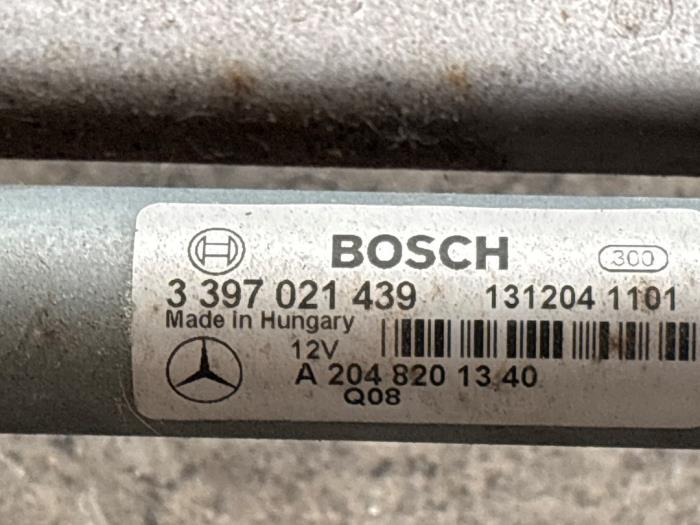 BOSCH 300
3 397 021 439 131204 1101
Made in Hungary
12V
A 204 820 13 40
Q08